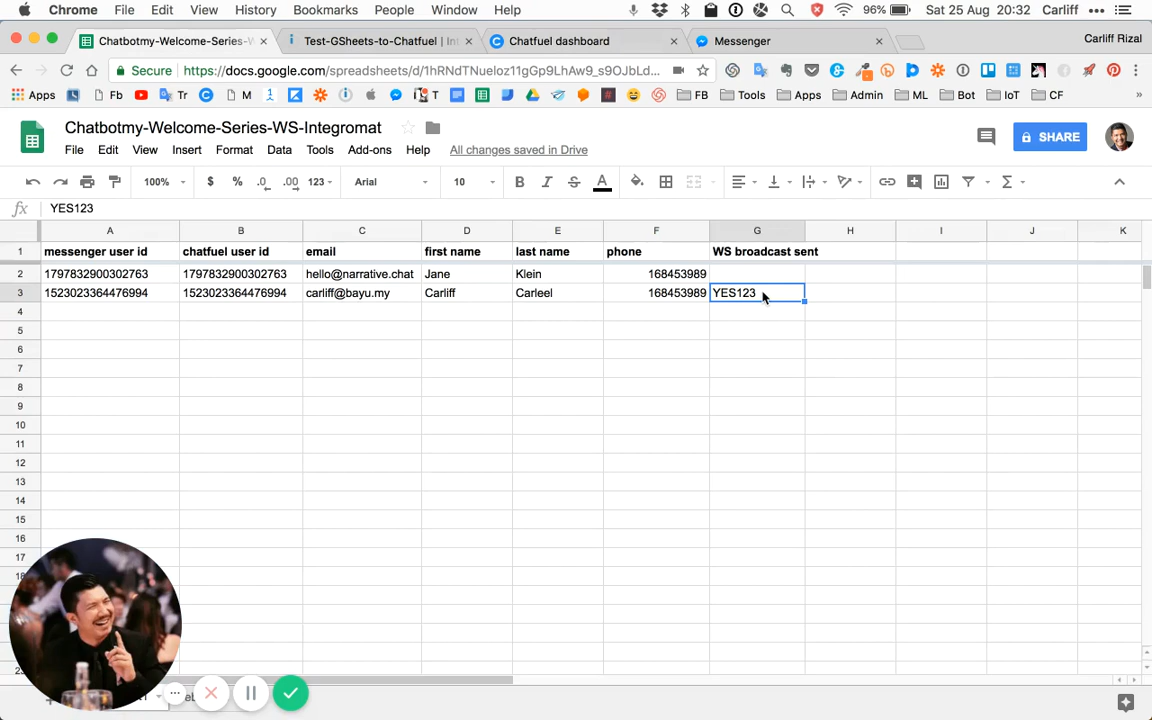 Chrome File Edit View History Bookmarks People Window Help 96% Sat 25 Aug 20:32 Carliff
Chatbotmy-Welcome-Series-W Test-GSheets-to-Chatfuel | Int Chatfuel dashboard Messenger Carliff Rizal
Secure https://docs.google.com/spreadsheets/d/1hRNdTNueloz11gGp9LhAw9_s9OJbLd...
Apps Fb Tr M T FB Tools Apps Admin ML Bot IoT CF »
Chatbotmy-Welcome-Series-WS-Integromat
SHARE
File Edit View Insert Format Data Tools Add-ons Help All changes saved in Drive
100% $ % .0 .00 123 Arial 10 B I S A
fx YES123
A B C D E F G H I J K
1 messenger user id chatfuel user id email first name last name phone WS broadcast sent
2 1797832900302763 1797832900302763 hello@narrative.chat Jane Klein 168453989
3 1523023364476994 1523023364476994 carliff@bayu.my Carliff Carleel 168453989 YES123
4
5
6
7
8
9
10
11
12
13
14
15
16
17